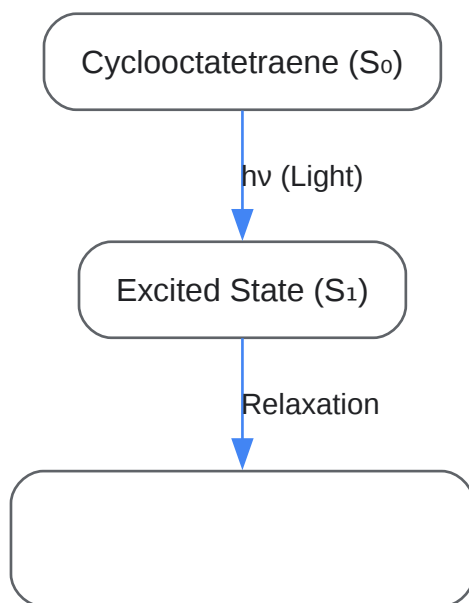 Cyclooctatetraene (S₀)
hν (Light)
Excited State (S₁)
Relaxation